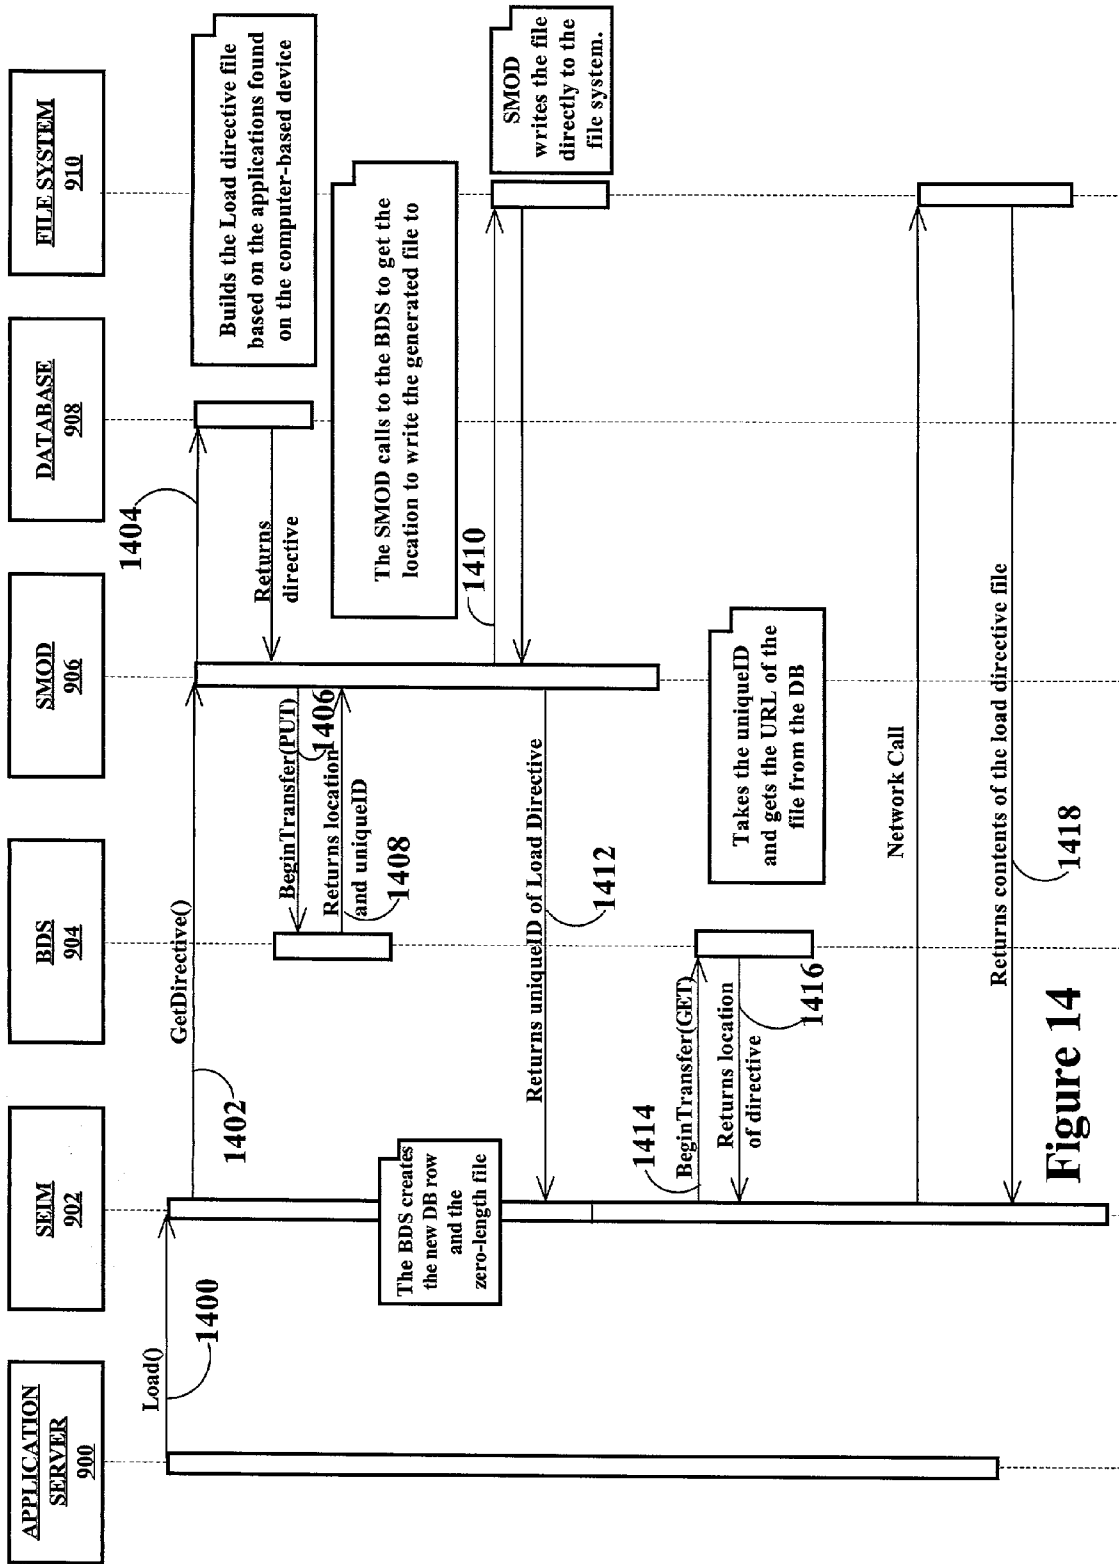 APPLICATION
SERVER
900
SEIM
902
BDS
904
SMOD
906
DATABASE
908
FILE SYSTEM
910
Load()
1400
GetDirective()
1402
1404
Builds the Load directive file
based on the applications found
on the computer-based device
Returns
directive
BeginTransfer(PUT)
1406
Returns location
and uniqueID
1408
The SMOD calls to the BDS to get the
location to write the generated file to
The BDS creates
the new DB row
and the
zero-length file
1410
SMOD
writes the file
directly to the
file system.
Returns uniqueID of Load Directive
1412
1414
BeginTransfer(GET)
Returns location
of directive
1416
Takes the uniqueID
and gets the URL of the
file from the DB
Network Call
Returns contents of the load directive file
1418
Figure 14